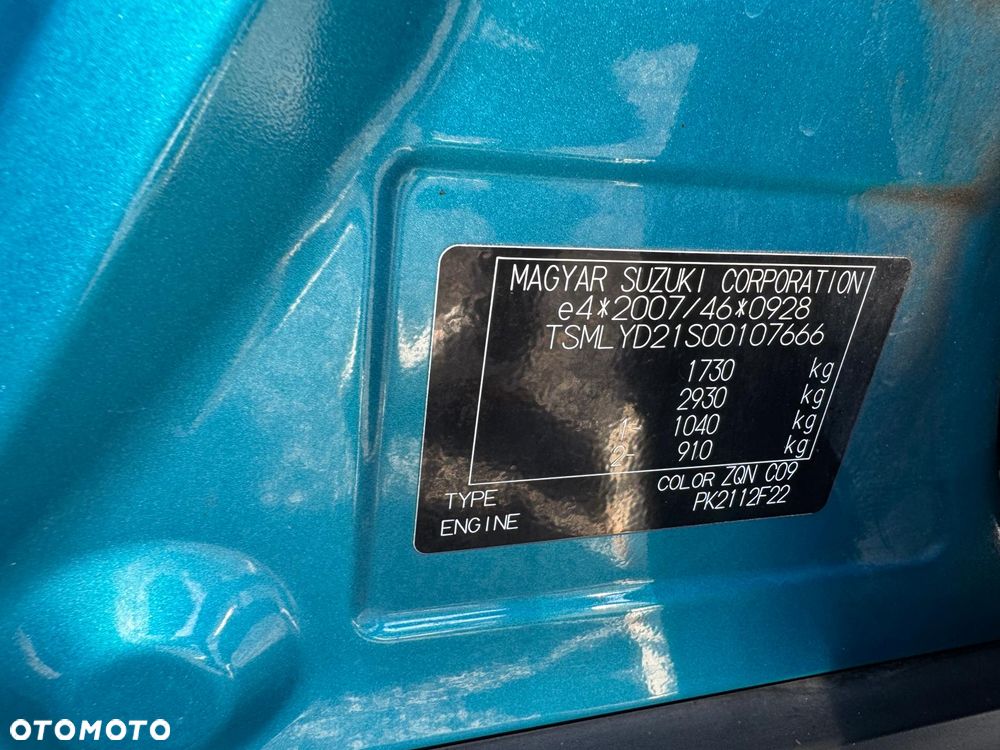 MAGYAR SUZUKI CORPORATION
e4*2007/46*0928
TSMLYD21S00107666
1730 kg
2930 kg
1- 1040 kg
2- 910 kg
COLOR ZQN C09
TYPE PK2112F22
ENGINE
OTOMOTO